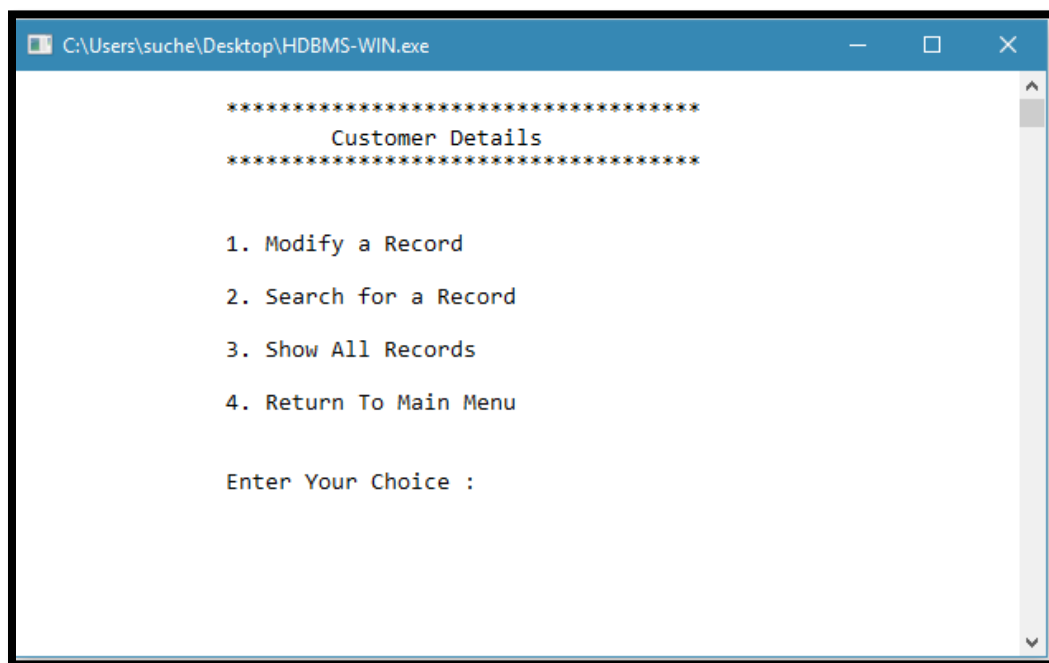 C:\Users\suche\Desktop\HDBMS-WIN.exe
************************************
Customer Details
************************************
1. Modify a Record
2. Search for a Record
3. Show All Records
4. Return To Main Menu
Enter Your Choice :